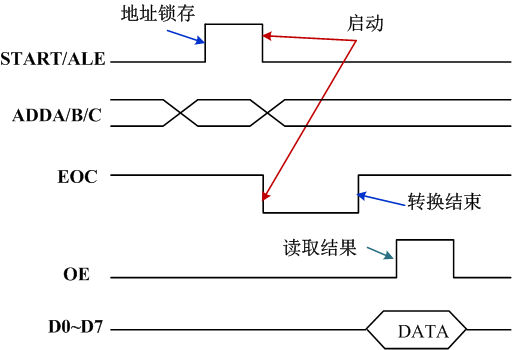 地址锁存
启动
START/ALE
ADDA/B/C
EOC
转换结束
读取结果
OE
D0~D7
DATA